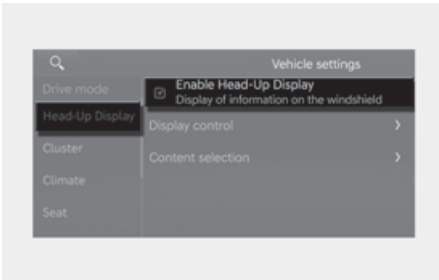 Vehicle settings
Drive mode
Enable Head-Up Display
Display of information on the windshield
Head-Up Display
Display control
Cluster
Content selection
Climate
Seat